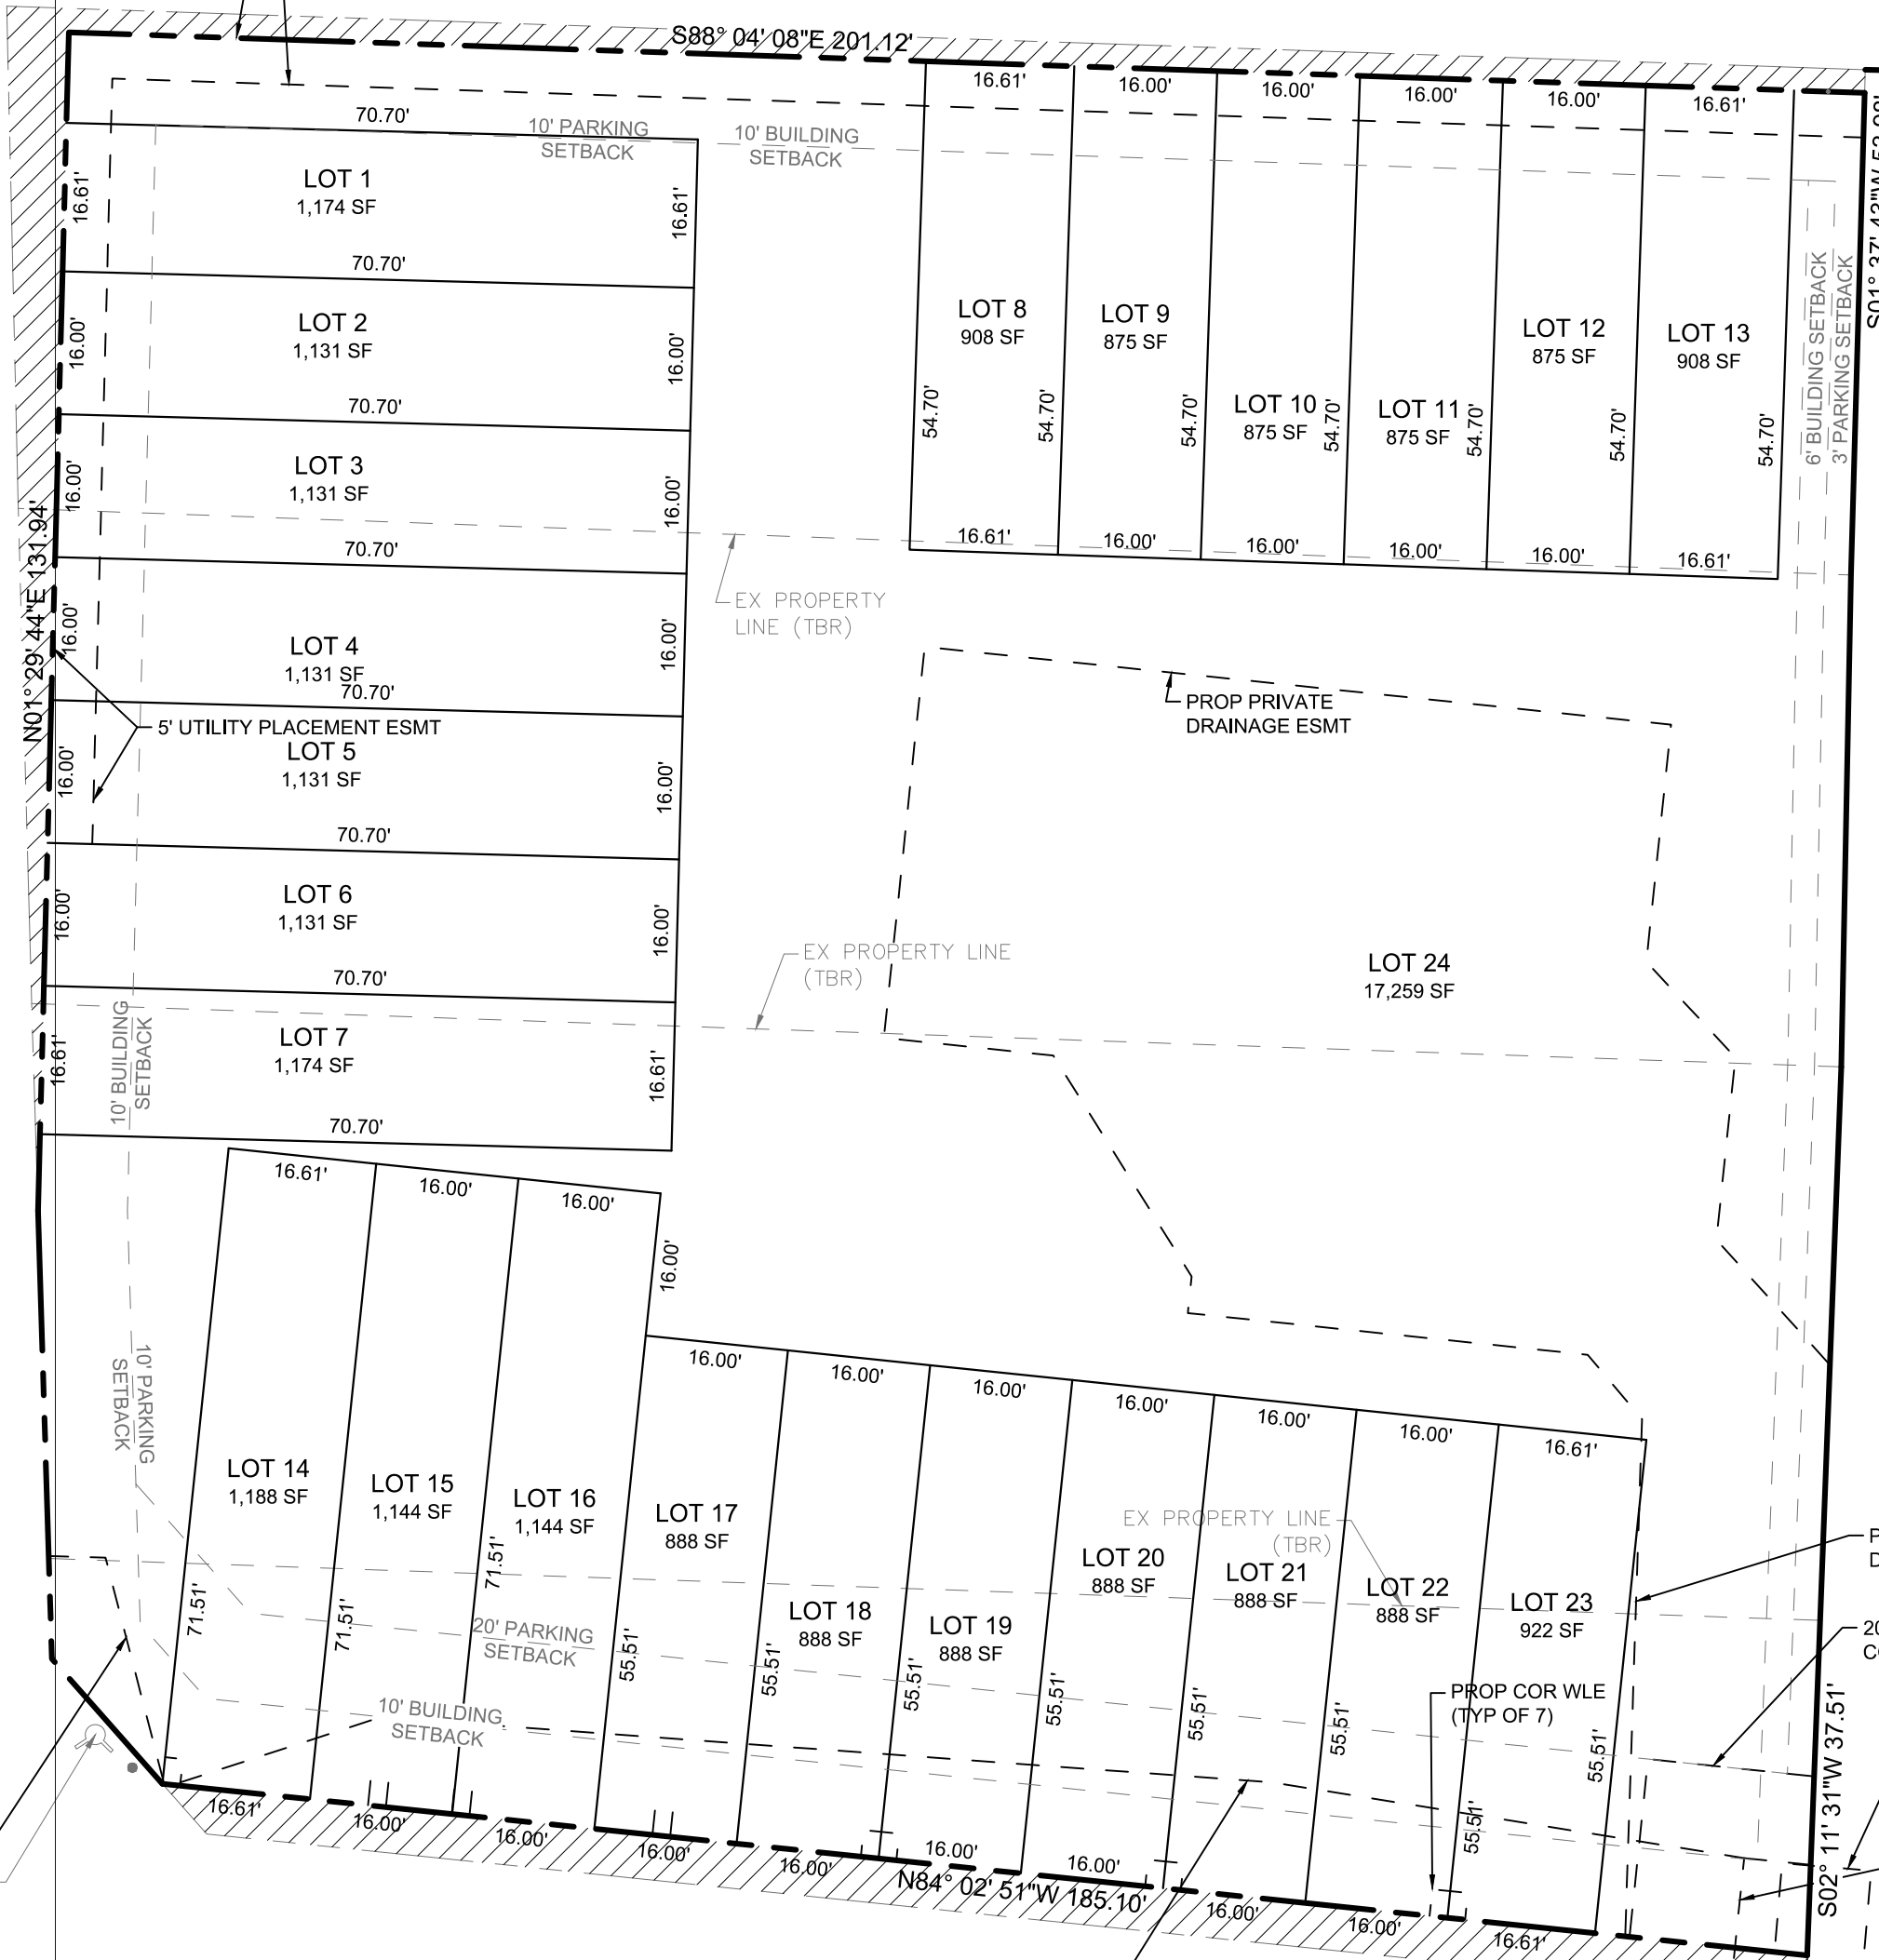 S88° 04' 08"E 201.12'
16.61'
16.00'
16.00'
16.00'
16.00'
16.61'
70.70'
10' PARKING
SETBACK
10' BUILDING
SETBACK
LOT 1
1,174 SF
16.61'
16.61'
70.70'
LOT 2
1,131 SF
16.00'
16.00'
70.70'
LOT 3
1,131 SF
16.00'
16.00'
70.70'
LOT 4
1,131 SF
16.00'
16.00'
70.70'
5' UTILITY PLACEMENT ESMT
LOT 5
1,131 SF
16.00'
16.00'
70.70'
LOT 6
1,131 SF
16.00'
16.00'
70.70'
LOT 7
1,174 SF
16.61'
16.61'
70.70'
N01° 29' 44"E 131.94'
10' BUILDING
SETBACK
10' PARKING
SETBACK
LOT 8
908 SF
LOT 9
875 SF
LOT 10
875 SF
LOT 11
875 SF
LOT 12
875 SF
LOT 13
908 SF
54.70'
54.70'
54.70'
54.70'
54.70'
54.70'
54.70'
16.61'
16.00'
16.00'
16.00'
16.00'
16.61'
6' BUILDING SETBACK
3' PARKING SETBACK
S01° 37' 43"W
EX PROPERTY
LINE (TBR)
PROP PRIVATE
DRAINAGE ESMT
EX PROPERTY LINE
(TBR)
LOT 24
17,259 SF
16.61'
16.00'
16.00'
16.00'
16.00'
16.00'
16.00'
16.00'
16.00'
16.00'
16.61'
LOT 14
1,188 SF
LOT 15
1,144 SF
LOT 16
1,144 SF
LOT 17
888 SF
LOT 18
888 SF
LOT 19
888 SF
LOT 20
888 SF
LOT 21
888 SF
LOT 22
888 SF
LOT 23
922 SF
EX PROPERTY LINE
(TBR)
71.51'
71.51'
71.51'
55.51'
55.51'
55.51'
55.51'
55.51'
55.51'
55.51'
55.51'
20' PARKING
SETBACK
10' BUILDING
SETBACK
PROP COR WLE
(TYP OF 7)
P
D
20
16.61'
16.00'
16.00'
16.00'
16.00'
16.00'
16.00'
16.00'
16.00'
16.61'
N84° 02' 51"W 185.10'
S02° 11' 31"W 37.51'